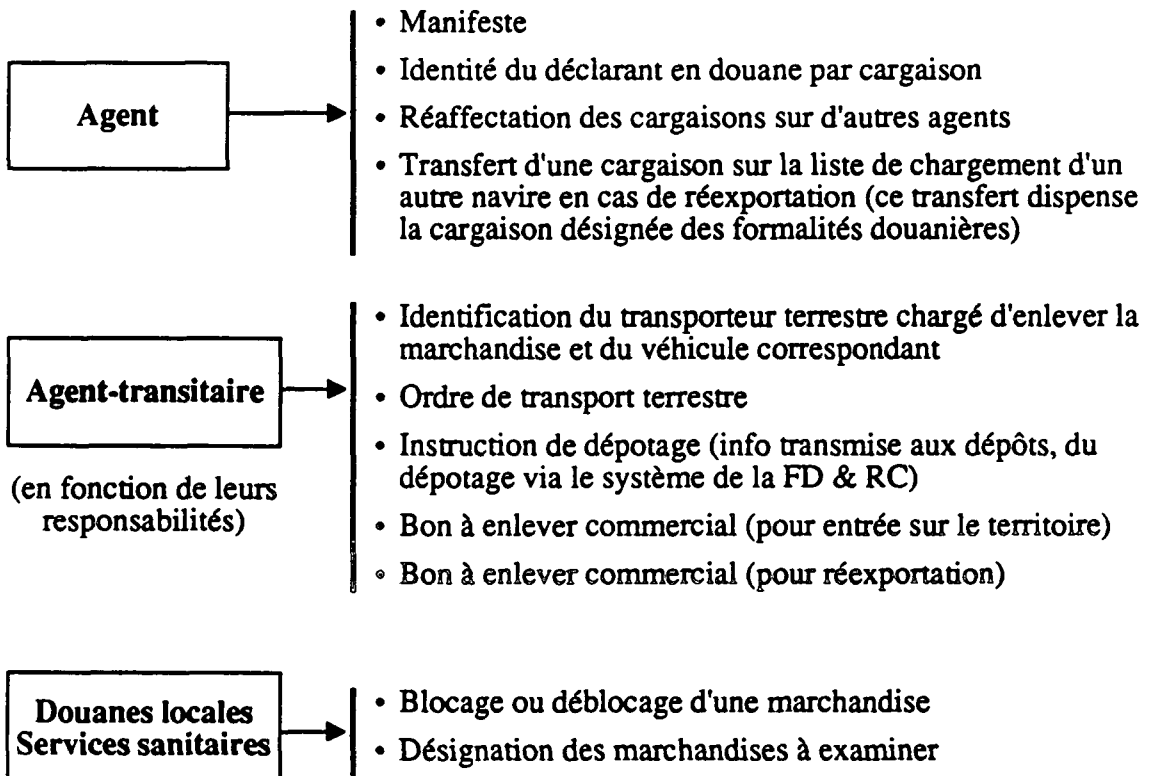 Agent
• Manifeste
• Identité du déclarant en douane par cargaison
• Réaffectation des cargaisons sur d'autres agents
• Transfert d'une cargaison sur la liste de chargement d'un
autre navire en cas de réexportation (ce transfert dispense
la cargaison désignée des formalités douanières)
Agent-transitaire
(en fonction de leurs
responsabilités)
• Identification du transporteur terrestre chargé d'enlever la
marchandise et du véhicule correspondant
• Ordre de transport terrestre
• Instruction de dépotage (info transmise aux dépôts, du
dépotage via le système de la FD & RC)
• Bon à enlever commercial (pour entrée sur le territoire)
• Bon à enlever commercial (pour réexportation)
Douanes locales
Services sanitaires
• Blocage ou déblocage d'une marchandise
• Désignation des marchandises à examiner